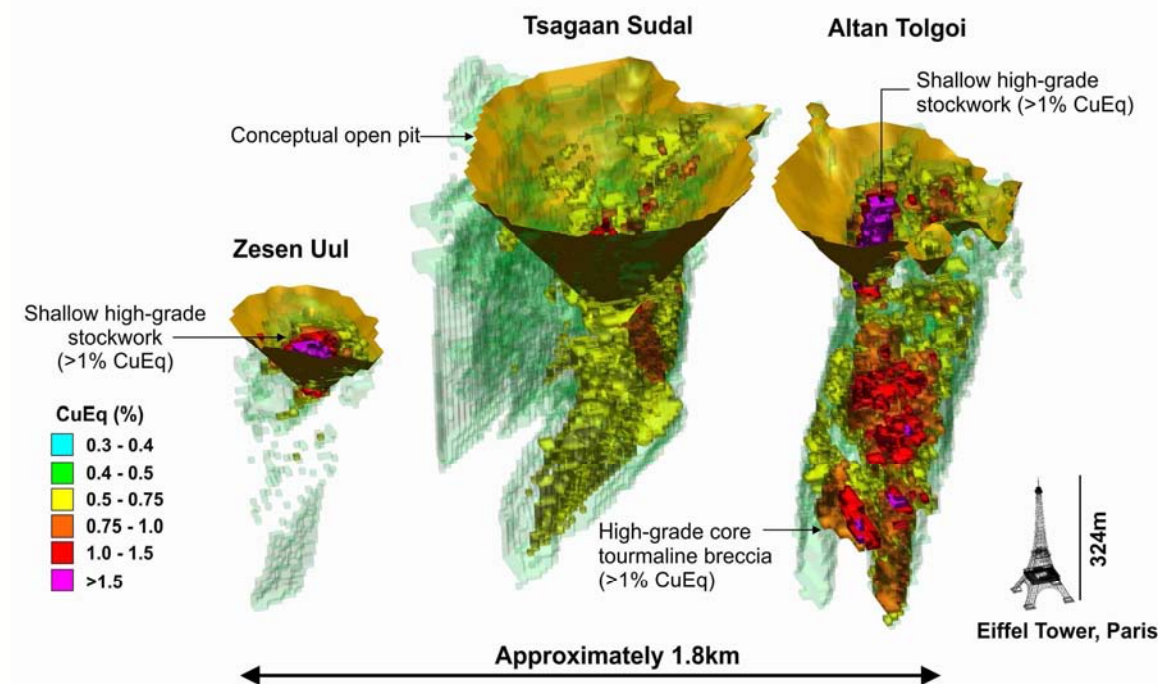 Tsagaan Sudal
Altan Tolgoi
Shallow high-grade
stockwork (>1% CuEq)
Conceptual open pit
Zesen Uul
Shallow high-grade
stockwork
(>1% CuEq)
CuEq (%)
0.3 - 0.4
0.4 - 0.5
0.5 - 0.75
0.75 - 1.0
1.0 - 1.5
>1.5
High-grade core
tourmaline breccia
(>1% CuEq)
324m
Eiffel Tower, Paris
Approximately 1.8km